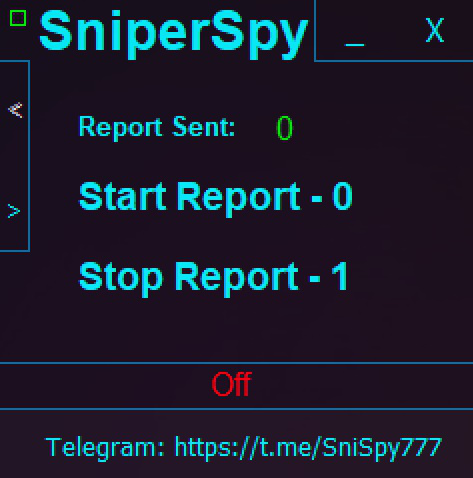 SniperSpy _ X
<
Report Sent: 0
Start Report - 0
>
Stop Report - 1
Off
Telegram: https://t.me/SniSpy777